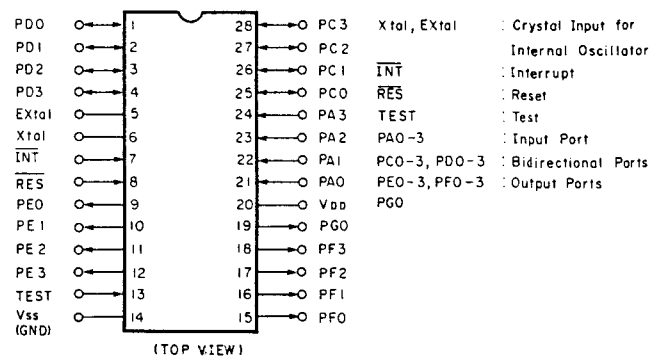 PD0 1 28 PC3 Xtal, EXtal : Crystal Input for
PD1 2 27 PC2 Internal Oscillator
PD2 3 26 PC1 INT : Interrupt
PD3 4 25 PC0 RES : Reset
EXtal 5 24 PA3 TEST : Test
Xtal 6 23 PA2 PA0-3 : Input Port
INT 7 22 PA1 PC0-3, PD0-3 : Bidirectional Ports
RES 8 21 PA0 PE0-3, PF0-3 : Output Ports
PE0 9 20 VDD PG0
PE1 10 19 PG0
PE2 11 18 PF3
PE3 12 17 PF2
TEST 13 16 PF1
Vss 14 15 PF0
(GND)
(TOP VIEW)